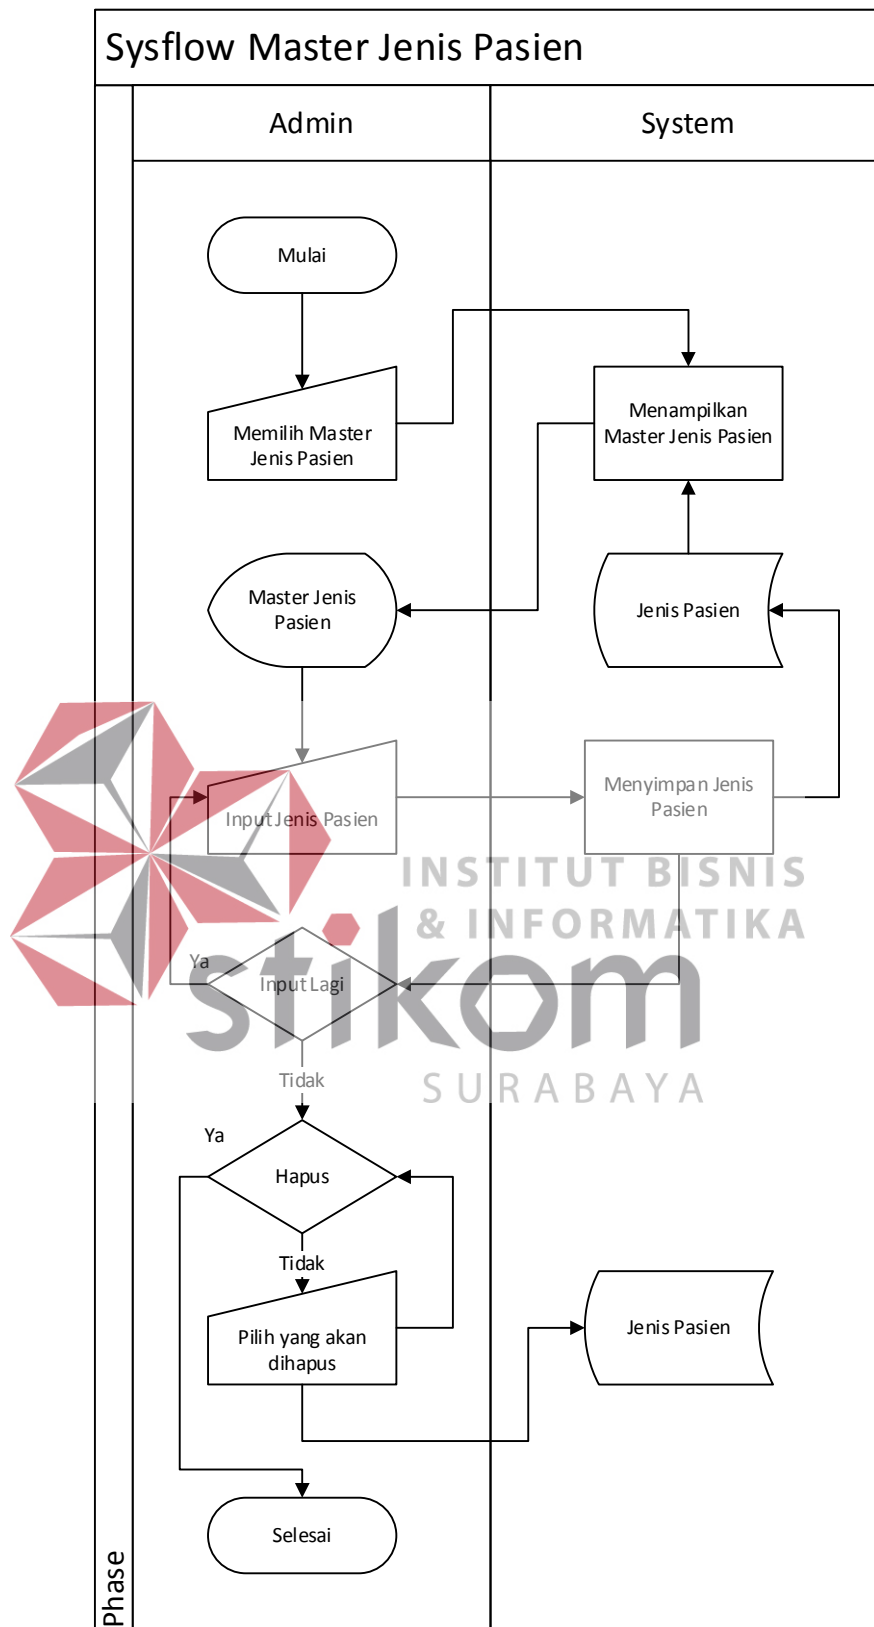 Sysflow Master Jenis Pasien
Admin
System
Mulai
Memilih Master
Jenis Pasien
Menampilkan
Master Jenis Pasien
Master Jenis
Pasien
Jenis Pasien
Input Jenis Pasien
Menyimpan Jenis
Pasien
INSTITUT BISNIS
& INFORMATIKA
stikom
SURABAYA
Ya
Input Lagi
Tidak
Ya
Hapus
Tidak
Pilih yang akan
dihapus
Jenis Pasien
Selesai
Phase